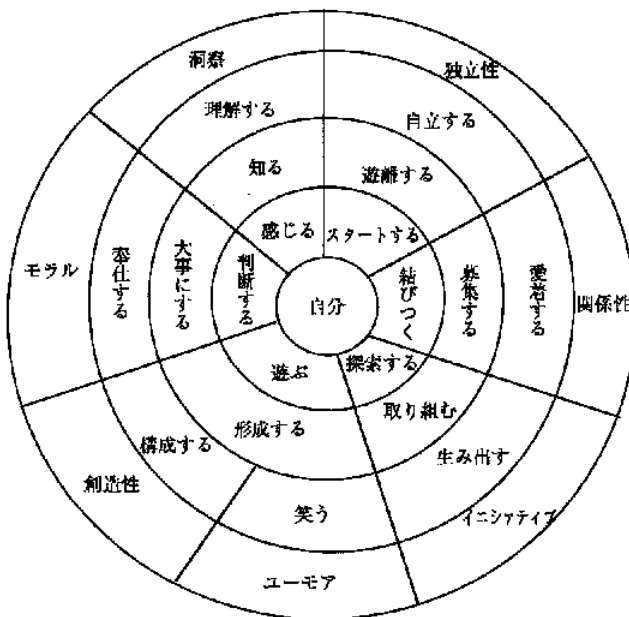 洞察
独立性
理解する
自立する
知る
遊離する
感じる
スタートする
モラル
奉仕する
大事にする
判断する
自分
結びつく
募集する
愛着する
関係性
遊ぶ
探索する
形成する
取り組む
構成する
生み出す
創造性
笑う
イニシァティブ
ユーモア